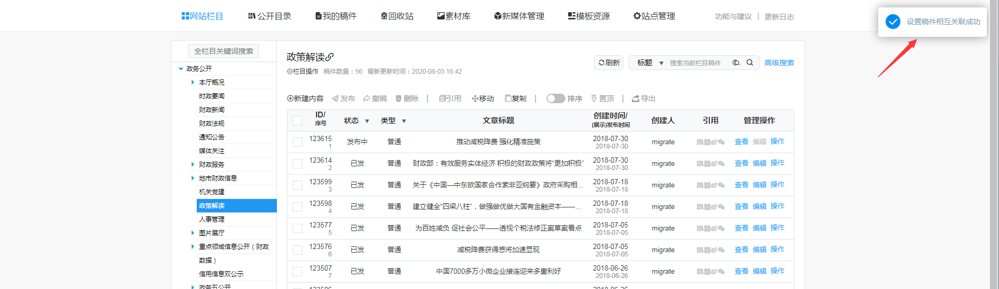 网站栏目 公开目录 我的稿件 回收站 素材库 新媒体管理 模板资源 站点管理 功能与建议 | 更新日志
设置稿件相互关联成功
全栏目关键词搜索
政务公开
本厅概况
时政要闻
财政新闻
财政法规
通知公告
媒体关注
财政服务
地市财政信息
机关党建
政策解读
人事管理
图片展厅
重点领域信息公开（财政
数据）
信用信息双公示
政务五公开
政策解读
栏目操作 稿件数量：56 最新更新时间：2020-08-03 16:42
刷新 标题 ▼ 搜索当前栏目稿件 高级搜索
新建内容 发布 撤稿 删除 | 引用 移动 复制 | 排序 置顶 | 导出
ID/ 状态 ▼ 类型 ▼ 文章标题 创建时间/ 创建人 引用 管理操作
序号 (展示)发布时间
123615 发布中 普通 推动减税降费 强化精准施策 2018-07-30 migrate 查看 编辑 操作
1 2018-07-30
123614 已发 普通 财政部：有效服务实体经济 积极的财政政策将“更加积极” 2018-07-30 migrate 查看 编辑 操作
2 2018-07-30
123599 已发 普通 关于《中国—中东欧国家合作索非亚纲要》政府采购相... 2018-07-18 migrate 查看 编辑 操作
3 2018-07-18
123598 已发 普通 建立健全“四梁八柱”，做强做优做大国有金融资本——... 2018-07-18 migrate 查看 编辑 操作
4 2018-07-18
123577 已发 普通 为百姓减负 促社会公平——透视个税法修正案草案看点 2018-07-05 migrate 查看 编辑 操作
5 2018-07-05
123576 已发 普通 减税降费获得感将加速显现 2018-07-05 migrate 查看 编辑 操作
6 2018-07-05
123507 已发 普通 中国7000多万小微企业接连迎来多重利好 2018-06-26 migrate 查看 编辑 操作
7 2018-06-26
123506 2018-06-26